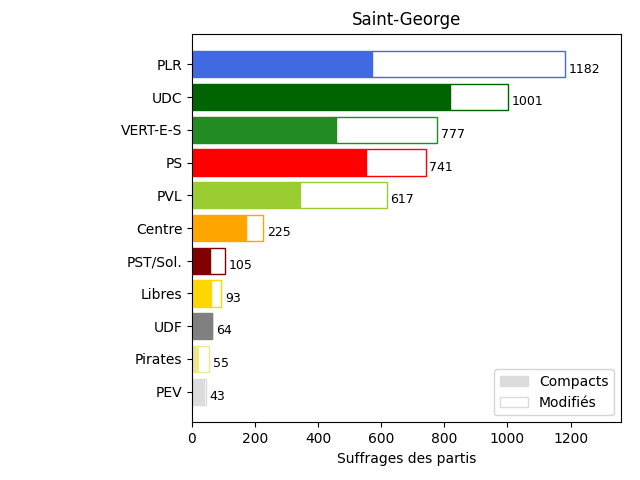 Saint-George
PLR 1182
UDC 1001
VERT-E-S 777
PS 741
PVL 617
Centre 225
PST/Sol. 105
Libres 93
UDF 64
Pirates 55
PEV 43
Compacts
Modifiés
0 200 400 600 800 1000 1200
Suffrages des partis